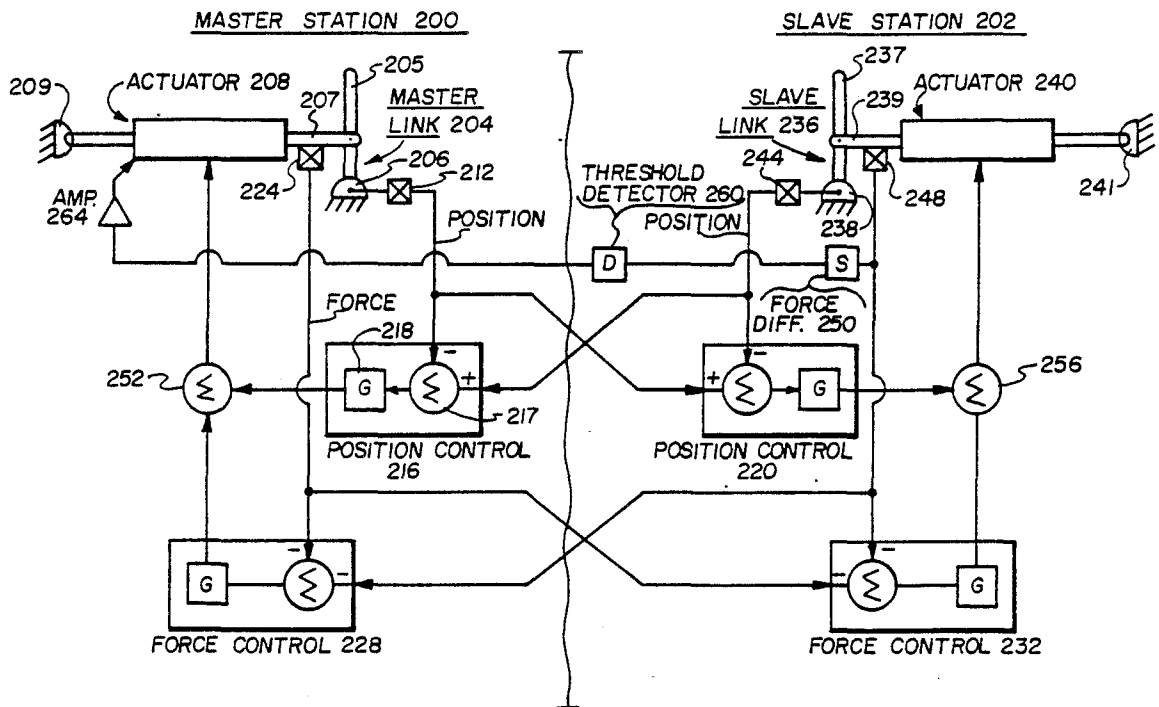 MASTER STATION 200
SLAVE STATION 202
209
ACTUATOR 208
205
207
MASTER
LINK 204
206
212
224
AMP.
264
POSITION
237
ACTUATOR 240
239
SLAVE
LINK 236
244
THRESHOLD
DETECTOR 260
POSITION
238
248
241
D
S
FORCE
DIFF. 250
FORCE
218
252
Σ
G
Σ
-
+
217
POSITION CONTROL
216
+
-
Σ
G
Σ
256
POSITION CONTROL
220
G
-
Σ
-
FORCE CONTROL 228
-
-
Σ
G
FORCE CONTROL 232